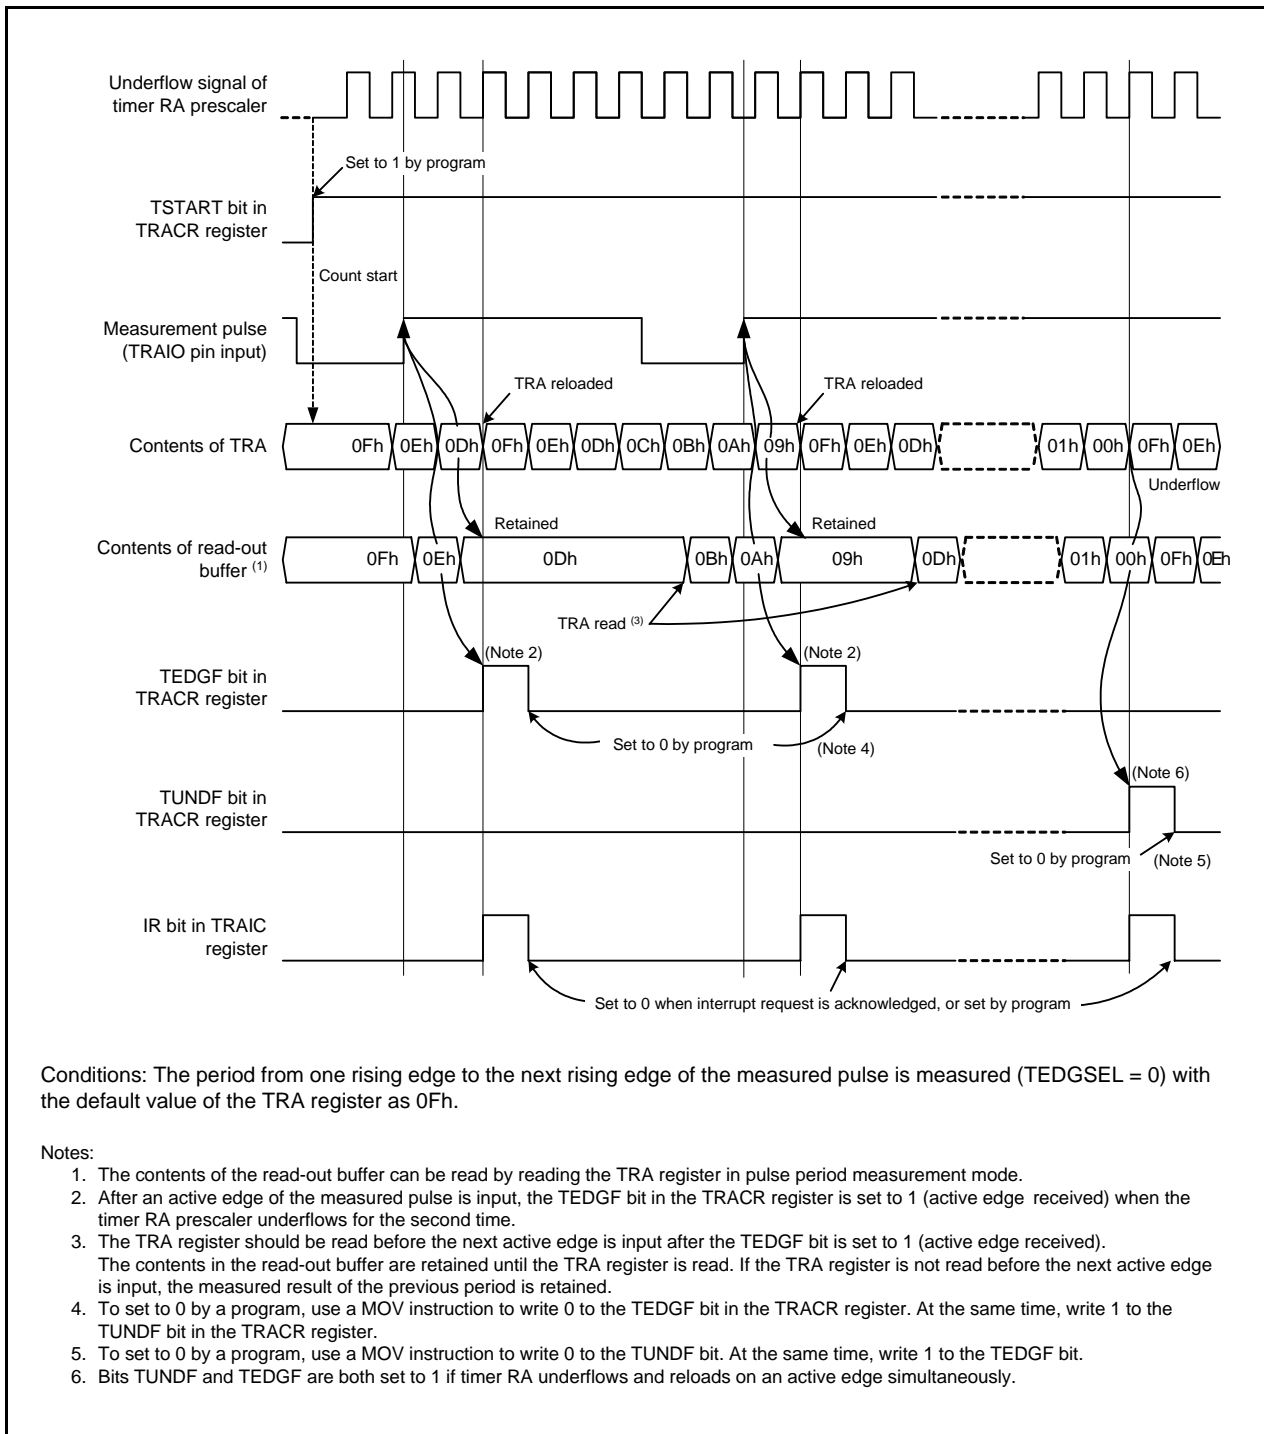 Underflow signal of
timer RA prescaler
Set to 1 by program
TSTART bit in
TRACR register
Count start
Measurement pulse
(TRAIO pin input)
TRA reloaded TRA reloaded
Contents of TRA 0Fh 0Eh 0Dh 0Fh 0Eh 0Dh 0Ch 0Bh 0Ah 09h 0Fh 0Eh 0Dh 01h 00h 0Fh 0Eh
Underflow
Retained Retained
Contents of read-out
buffer (1) 0Fh 0Eh 0Dh 0Bh 0Ah 09h 0Dh 01h 00h 0Fh 0Eh
TRA read (3)
(Note 2) (Note 2)
TEDGF bit in
TRACR register
Set to 0 by program (Note 4)
(Note 6)
TUNDF bit in
TRACR register
Set to 0 by program (Note 5)
IR bit in TRAIC
register
Set to 0 when interrupt request is acknowledged, or set by program
Conditions: The period from one rising edge to the next rising edge of the measured pulse is measured (TEDGSEL = 0) with
the default value of the TRA register as 0Fh.
Notes:
1. The contents of the read-out buffer can be read by reading the TRA register in pulse period measurement mode.
2. After an active edge of the measured pulse is input, the TEDGF bit in the TRACR register is set to 1 (active edge received) when the
timer RA prescaler underflows for the second time.
3. The TRA register should be read before the next active edge is input after the TEDGF bit is set to 1 (active edge received).
The contents in the read-out buffer are retained until the TRA register is read. If the TRA register is not read before the next active edge
is input, the measured result of the previous period is retained.
4. To set to 0 by a program, use a MOV instruction to write 0 to the TEDGF bit in the TRACR register. At the same time, write 1 to the
TUNDF bit in the TRACR register.
5. To set to 0 by a program, use a MOV instruction to write 0 to the TUNDF bit. At the same time, write 1 to the TEDGF bit.
6. Bits TUNDF and TEDGF are both set to 1 if timer RA underflows and reloads on an active edge simultaneously.